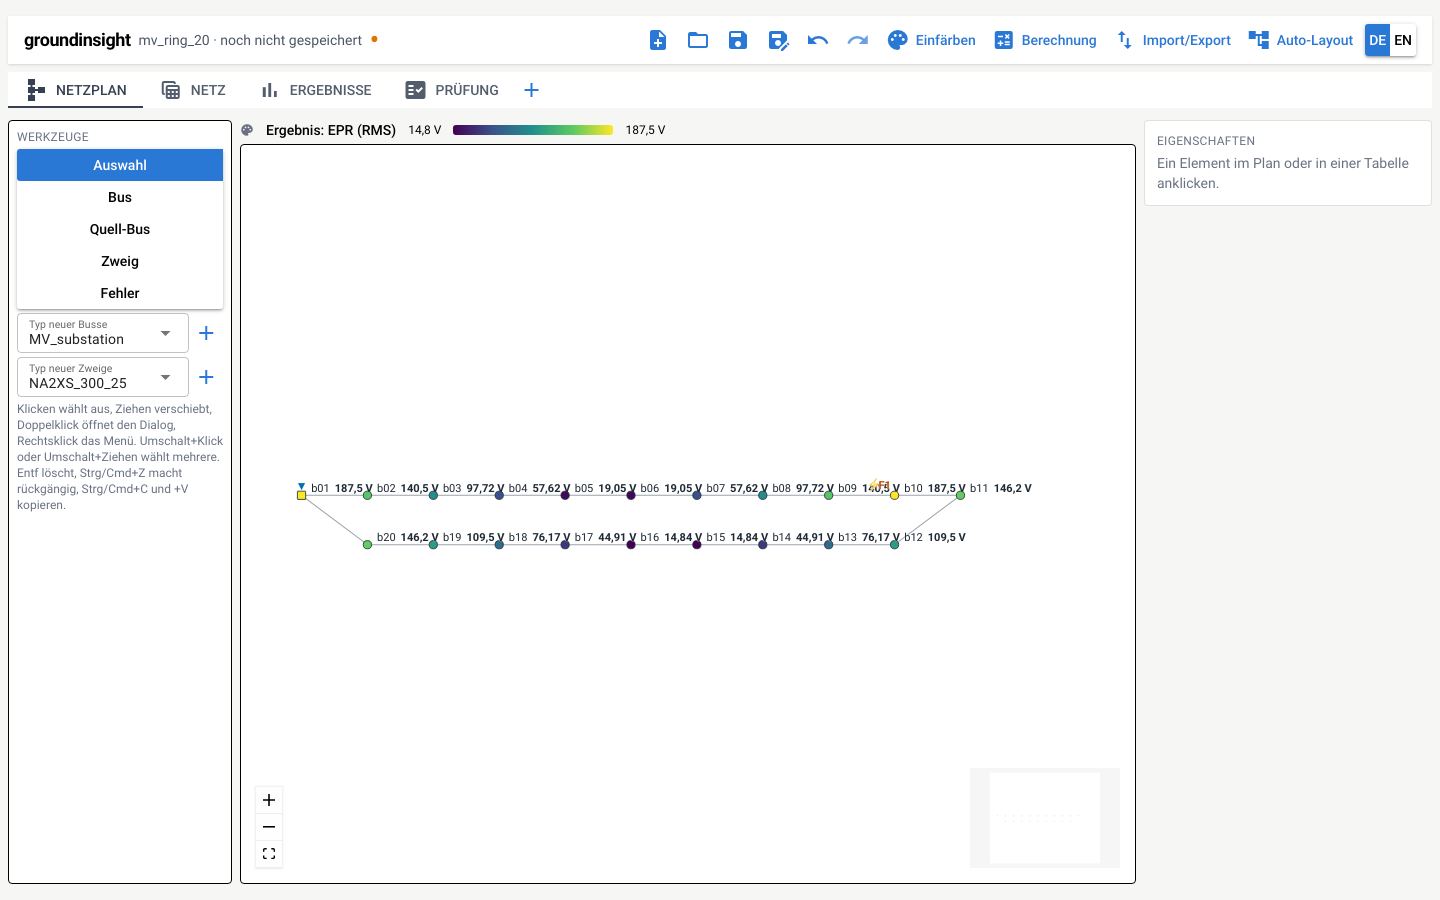 groundinsight mv_ring_20 · noch nicht gespeichert
Einfärben
Berechnung
Import/Export
Auto-Layout
DE EN
NETZPLAN
NETZ
ERGEBNISSE
PRÜFUNG
WERKZEUGE
Auswahl
Bus
Quell-Bus
Zweig
Fehler
Typ neuer Busse
MV_substation
Typ neuer Zweige
NA2XS_300_25
Klicken wählt aus, Ziehen verschiebt,
Doppelklick öffnet den Dialog,
Rechtsklick das Menü. Umschalt+Klick
oder Umschalt+Ziehen wählt mehrere.
Entf löscht, Strg/Cmd+Z macht
rückgängig, Strg/Cmd+C und +V
kopieren.
Ergebnis: EPR (RMS) 14,8 V 187,5 V
b01 187,5 V b02 140,5 V b03 97,72 V b04 57,62 V b05 19,05 V b06 19,05 V b07 57,62 V b08 97,72 V b09 140,5 V b10 187,5 V b11 146,2 V
F1
b20 146,2 V b19 109,5 V b18 76,17 V b17 44,91 V b16 14,84 V b15 14,84 V b14 44,91 V b13 76,17 V b12 109,5 V
EIGENSCHAFTEN
Ein Element im Plan oder in einer Tabelle
anklicken.